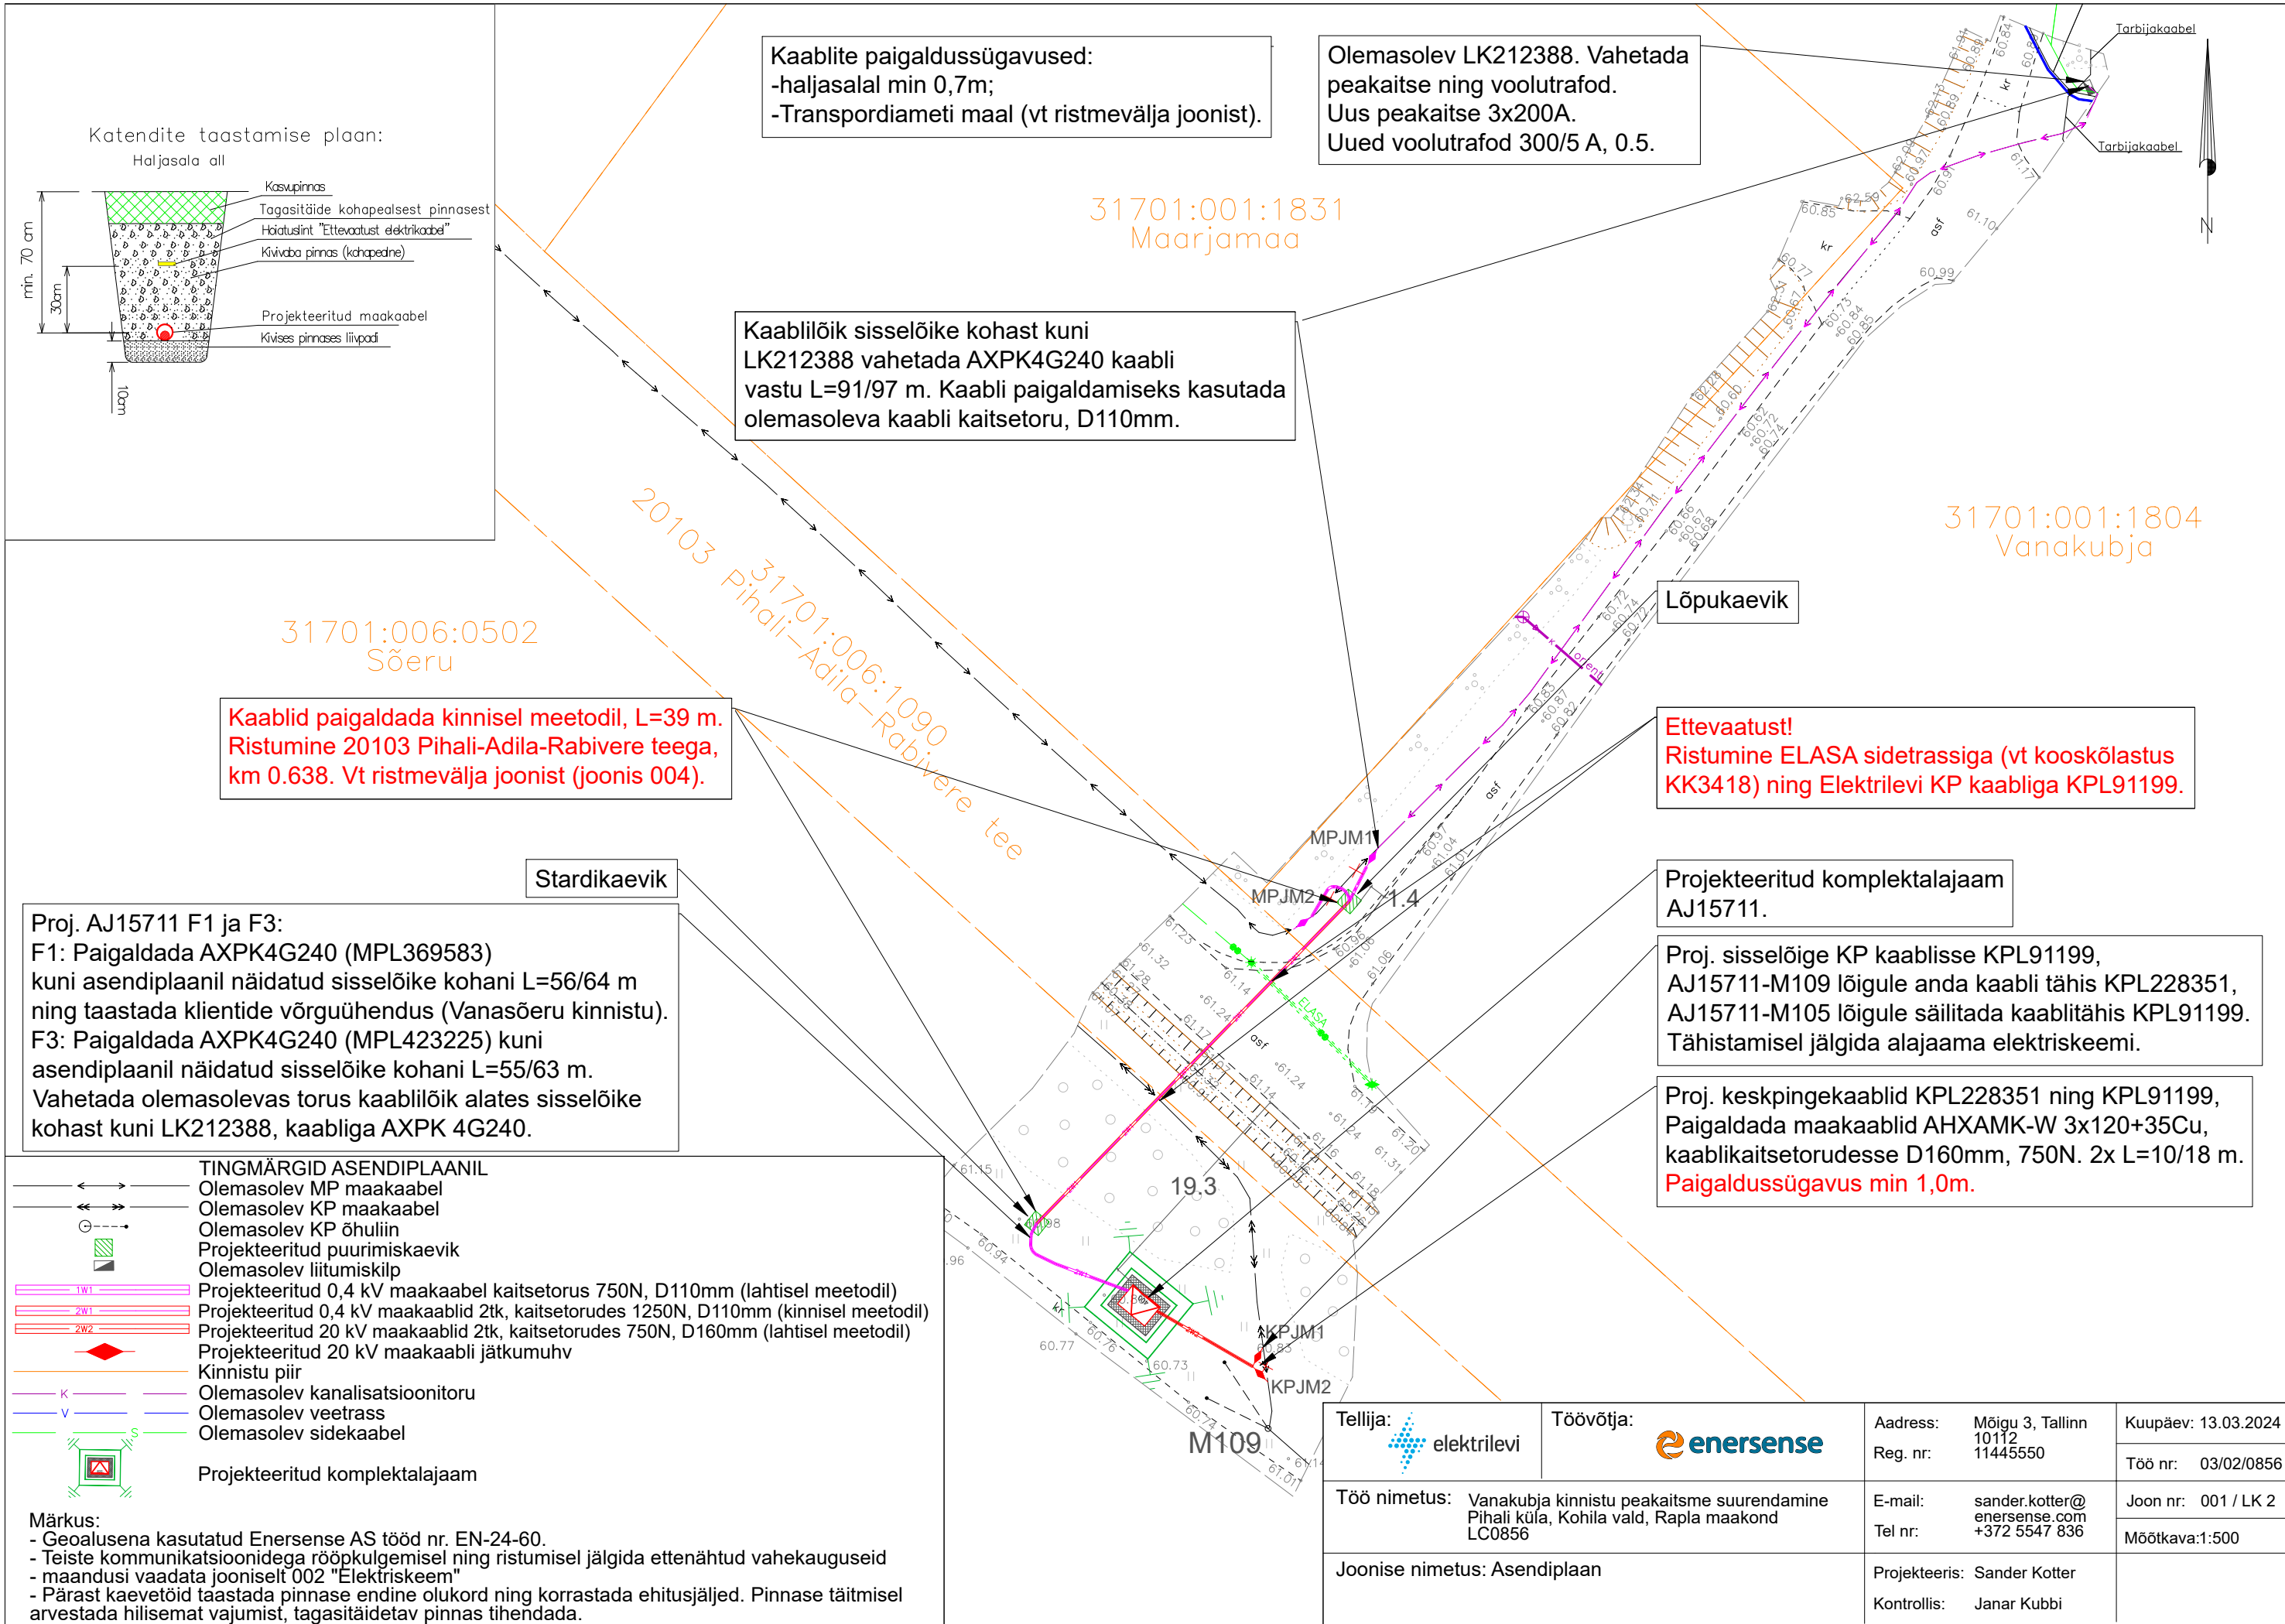 Katendite taastamise plaan:
Haljasala all
Kasvupinnas
Tagasitäide kohapealsest pinnasest
Hoiatuslint "Ettevaatust elektrikaabel"
Kivivaba pinnas (kohapealne)
Projekteeritud maakaabel
Kivises pinnases liivpadi
min. 70 cm
30cm
10cm
Kaablite paigaldussügavused:
-haljasalal min 0,7m;
-Transpordiameti maal (vt ristmevälja joonist).
Olemasolev LK212388. Vahetada
peakaitse ning voolutrafod.
Uus peakaitse 3x200A.
Uued voolutrafod 300/5 A, 0.5.
Tarbijakaabel
Tarbijakaabel
N
31701:001:1831
Maarjamaa
Kaablilõik sisselõike kohast kuni
LK212388 vahetada AXPK4G240 kaabli
vastu L=91/97 m. Kaabli paigaldamiseks kasutada
olemasoleva kaabli kaitsetoru, D110mm.
31701:001:1804
Vanakubja
31701:006:0502
Sõeru
31701:006:1090
20103 Pihali-Adila-Rabivere tee
Lõpukaevik
Kaablid paigaldada kinnisel meetodil, L=39 m.
Ristumine 20103 Pihali-Adila-Rabivere teega,
km 0.638. Vt ristmevälja joonist (joonis 004).
Ettevaatust!
Ristumine ELASA sidetrassiga (vt kooskõlastus
KK3418) ning Elektrilevi KP kaabliga KPL91199.
Stardikaevik
Proj. AJ15711 F1 ja F3:
F1: Paigaldada AXPK4G240 (MPL369583)
kuni asendiplaanil näidatud sisselõike kohani L=56/64 m
ning taastada klientide võrguühendus (Vanasõeru kinnistu).
F3: Paigaldada AXPK4G240 (MPL423225) kuni
asendiplaanil näidatud sisselõike kohani L=55/63 m.
Vahetada olemasolevas torus kaablilõik alates sisselõike
kohast kuni LK212388, kaabliga AXPK 4G240.
Projekteeritud komplektalajaam
AJ15711.
Proj. sisselõige KP kaablisse KPL91199,
AJ15711-M109 lõigule anda kaabli tähis KPL228351,
AJ15711-M105 lõigule säilitada kaablitähis KPL91199.
Tähistamisel jälgida alajaama elektriskeemi.
Proj. keskpingekaablid KPL228351 ning KPL91199,
Paigaldada maakaablid AHXAMK-W 3x120+35Cu,
kaablikaitsetorudesse D160mm, 750N. 2x L=10/18 m.
Paigaldussügavus min 1,0m.
MPJM1
MPJM2
1.4
ELASA
asf
asf
asf
kr
kr
kr
19.3
KPJM1
KPJM2
M109
TINGMÄRGID ASENDIPLAANIL
Olemasolev MP maakaabel
Olemasolev KP maakaabel
Olemasolev KP õhuliin
Projekteeritud puurimiskaevik
Olemasolev liitumiskilp
1W1 Projekteeritud 0,4 kV maakaabel kaitsetorus 750N, D110mm (lahtisel meetodil)
2W1 Projekteeritud 0,4 kV maakaablid 2tk, kaitsetorudes 1250N, D110mm (kinnisel meetodil)
2W2 Projekteeritud 20 kV maakaablid 2tk, kaitsetorudes 750N, D160mm (lahtisel meetodil)
Projekteeritud 20 kV maakaabli jätkumuhv
Kinnistu piir
K Olemasolev kanalisatsioonitoru
V Olemasolev veetrass
S Olemasolev sidekaabel
Projekteeritud komplektalajaam
Märkus:
- Geoalusena kasutatud Enersense AS tööd nr. EN-24-60.
- Teiste kommunikatsioonidega rööpkulgemisel ning ristumisel jälgida ettenähtud vahekauguseid
- maandusi vaadata jooniselt 002 "Elektriskeem"
- Pärast kaevetöid taastada pinnase endine olukord ning korrastada ehitusjäljed. Pinnase täitmisel
arvestada hilisemat vajumist, tagasitäidetav pinnas tihendada.
Tellija: elektrilevi
Töövõtja: enersense
Aadress: Mõigu 3, Tallinn
10112
Reg. nr: 11445550
Kuupäev: 13.03.2024
Töö nr: 03/02/0856
Töö nimetus: Vanakubja kinnistu peakaitsme suurendamine
Pihali küla, Kohila vald, Rapla maakond
LC0856
E-mail: sander.kotter@
enersense.com
Tel nr: +372 5547 836
Joon nr: 001 / LK 2
Mõõtkava:1:500
Joonise nimetus: Asendiplaan
Projekteeris: Sander Kotter
Kontrollis: Janar Kubbi